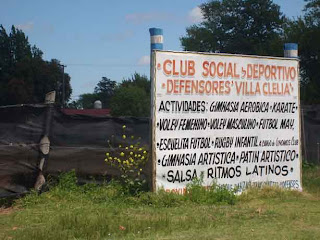 CLUB SOCIAL Y DEPORTIVO
"DEFENSORES" VILLA CLELIA
ACTIVIDADES: GIMNASIA AEROBICA • KARATE •
VOLEY FEMENINO • VOLEY MASCULINO • FUTBOL MAY.
• ESCUELITA FUTBOL • RUGBY INFANTIL
• GIMNASIA ARTISTICA • PATIN ARTISTICO •
SALSA Y RITMOS LATINOS